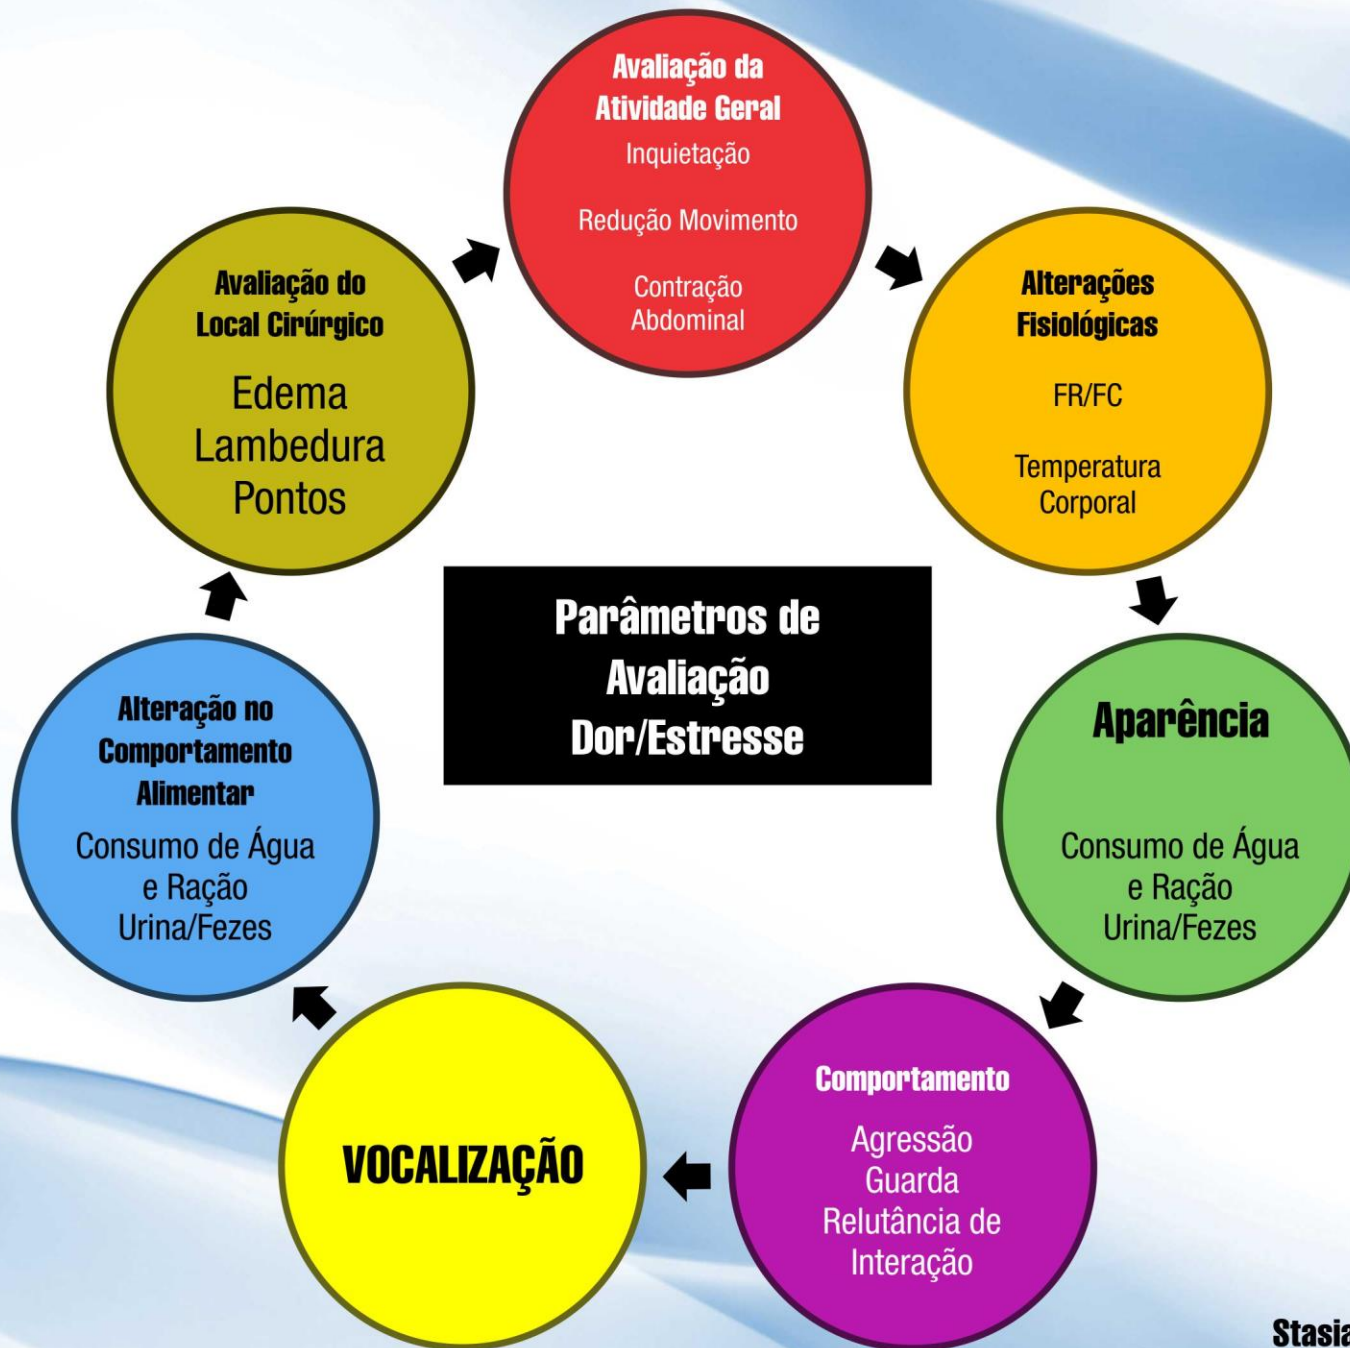 Avaliação da
Atividade Geral
Inquietação
Redução Movimento
Contração
Abdominal
Alterações
Fisiológicas
FR/FC
Temperatura
Corporal
Aparência
Consumo de Água
e Ração
Urina/Fezes
Comportamento
Agressão
Guarda
Relutância de
Interação
VOCALIZAÇÃO
Alteração no
Comportamento
Alimentar
Consumo de Água
e Ração
Urina/Fezes
Avaliação do
Local Cirúrgico
Edema
Lambedura
Pontos
Parâmetros de
Avaliação
Dor/Estresse